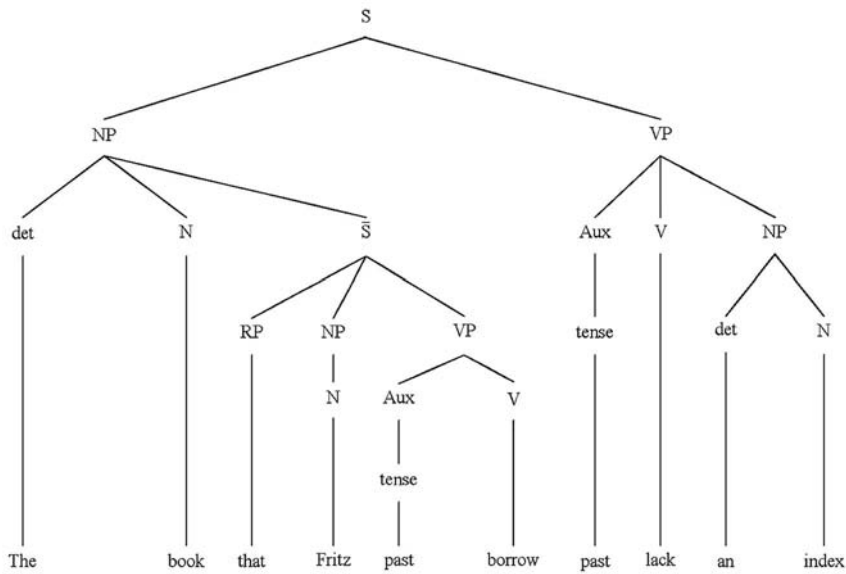 S
NP VP
det N S̄ Aux V NP
RP NP VP tense det N
N Aux V
tense
The book that Fritz past borrow past lack an index